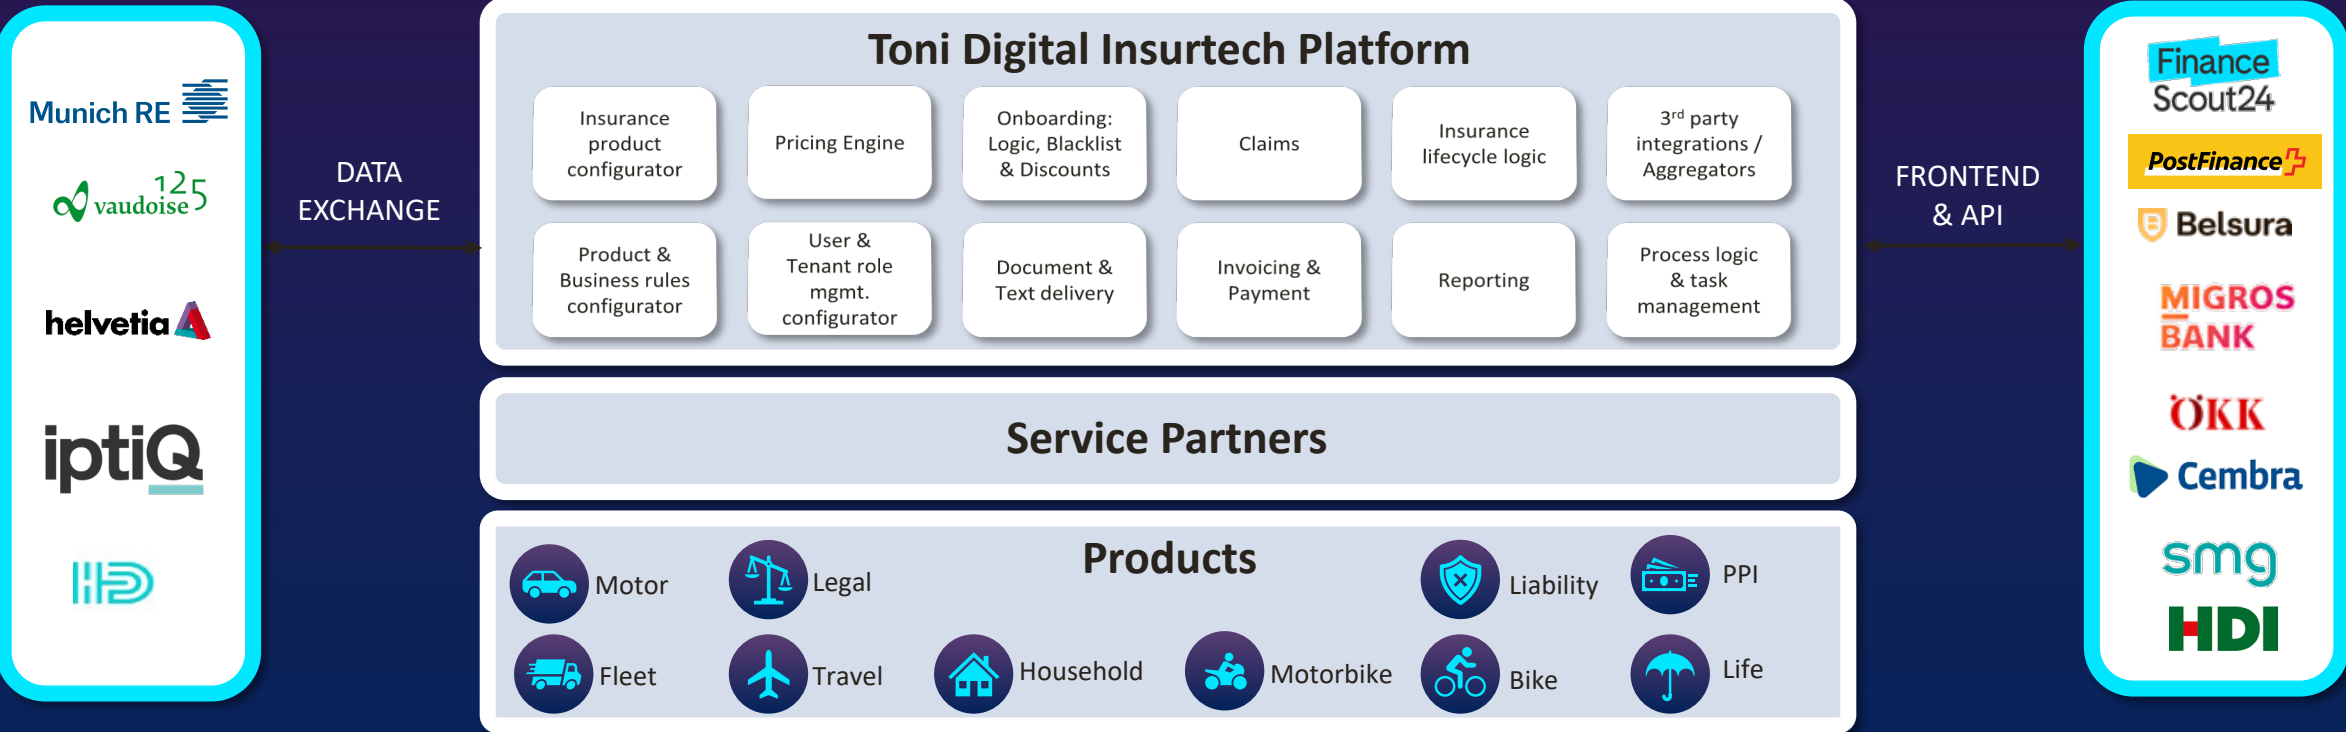 Munich RE
vaudoise 125
helvetia
iptiQ
DATA
EXCHANGE
Toni Digital Insurtech Platform
Insurance
product
configurator
Pricing Engine
Onboarding:
Logic, Blacklist
& Discounts
Claims
Insurance
lifecycle logic
3rd party
integrations /
Aggregators
Product &
Business rules
configurator
User &
Tenant role
mgmt.
configurator
Document &
Text delivery
Invoicing &
Payment
Reporting
Process logic
& task
management
Service Partners
Products
Motor
Legal
Liability
PPI
Fleet
Travel
Household
Motorbike
Bike
Life
FRONTEND
& API
Finance
Scout24
PostFinance
Belsura
MIGROS
BANK
ÖKK
Cembra
smg
HDI